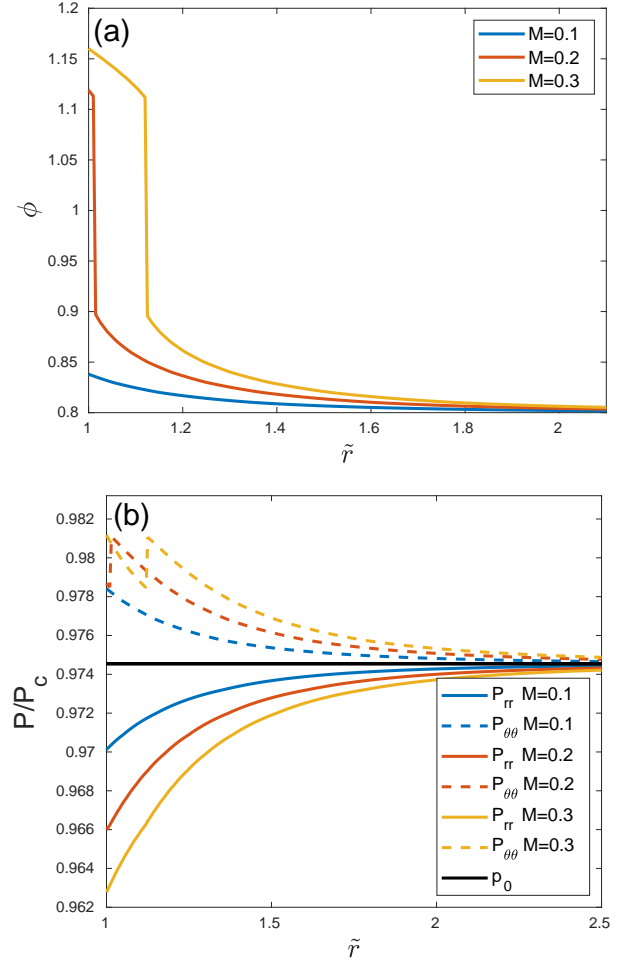 (a)
M=0.1
M=0.2
M=0.3
1.2
1.15
1.1
1.05
1
0.95
0.9
0.85
0.8
ϕ
1 1.2 1.4 1.6 1.8 2
r̃
(b)
0.982
0.98
0.978
0.976
0.974
0.972
0.97
0.968
0.966
0.964
0.962
P/P_c
P_rr M=0.1
P_θθ M=0.1
P_rr M=0.2
P_θθ M=0.2
P_rr M=0.3
P_θθ M=0.3
p_0
1 1.5 2 2.5
r̃